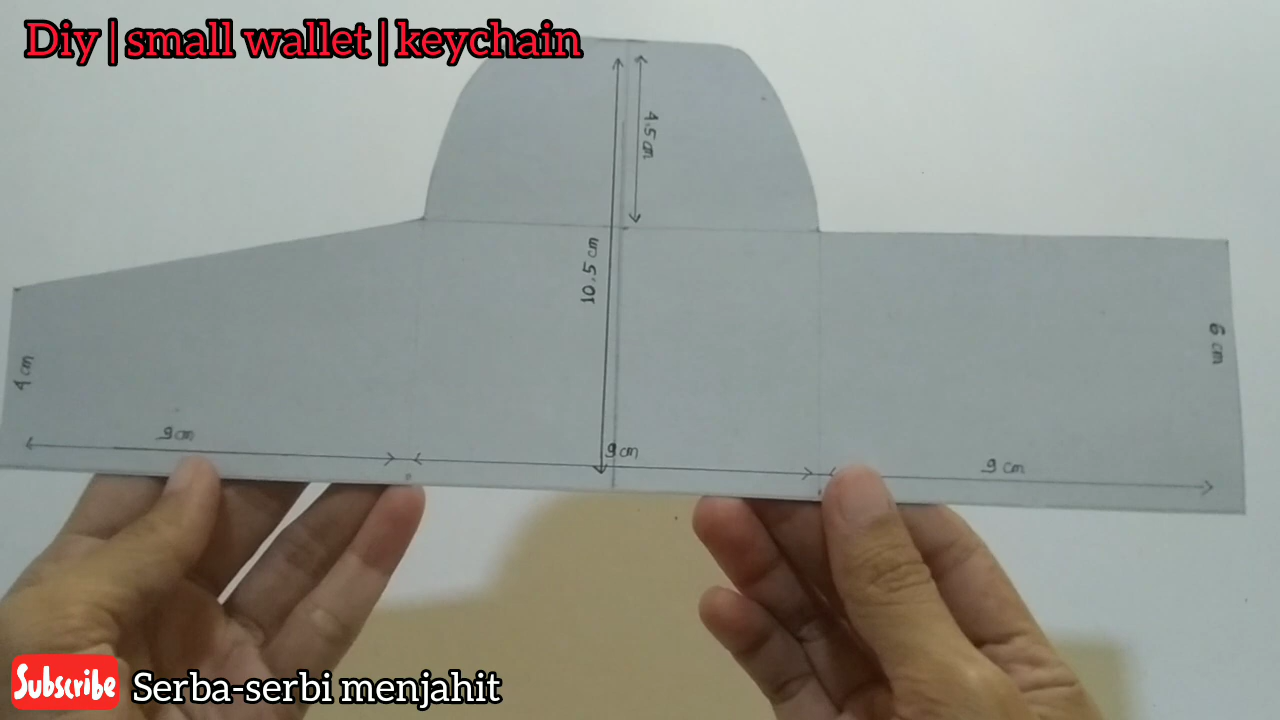 Diy | small wallet | keychain
4.5 cm
10.5 cm
4 cm
6 cm
9 cm
9 cm
9 cm
Subscribe
Serba-serbi menjahit